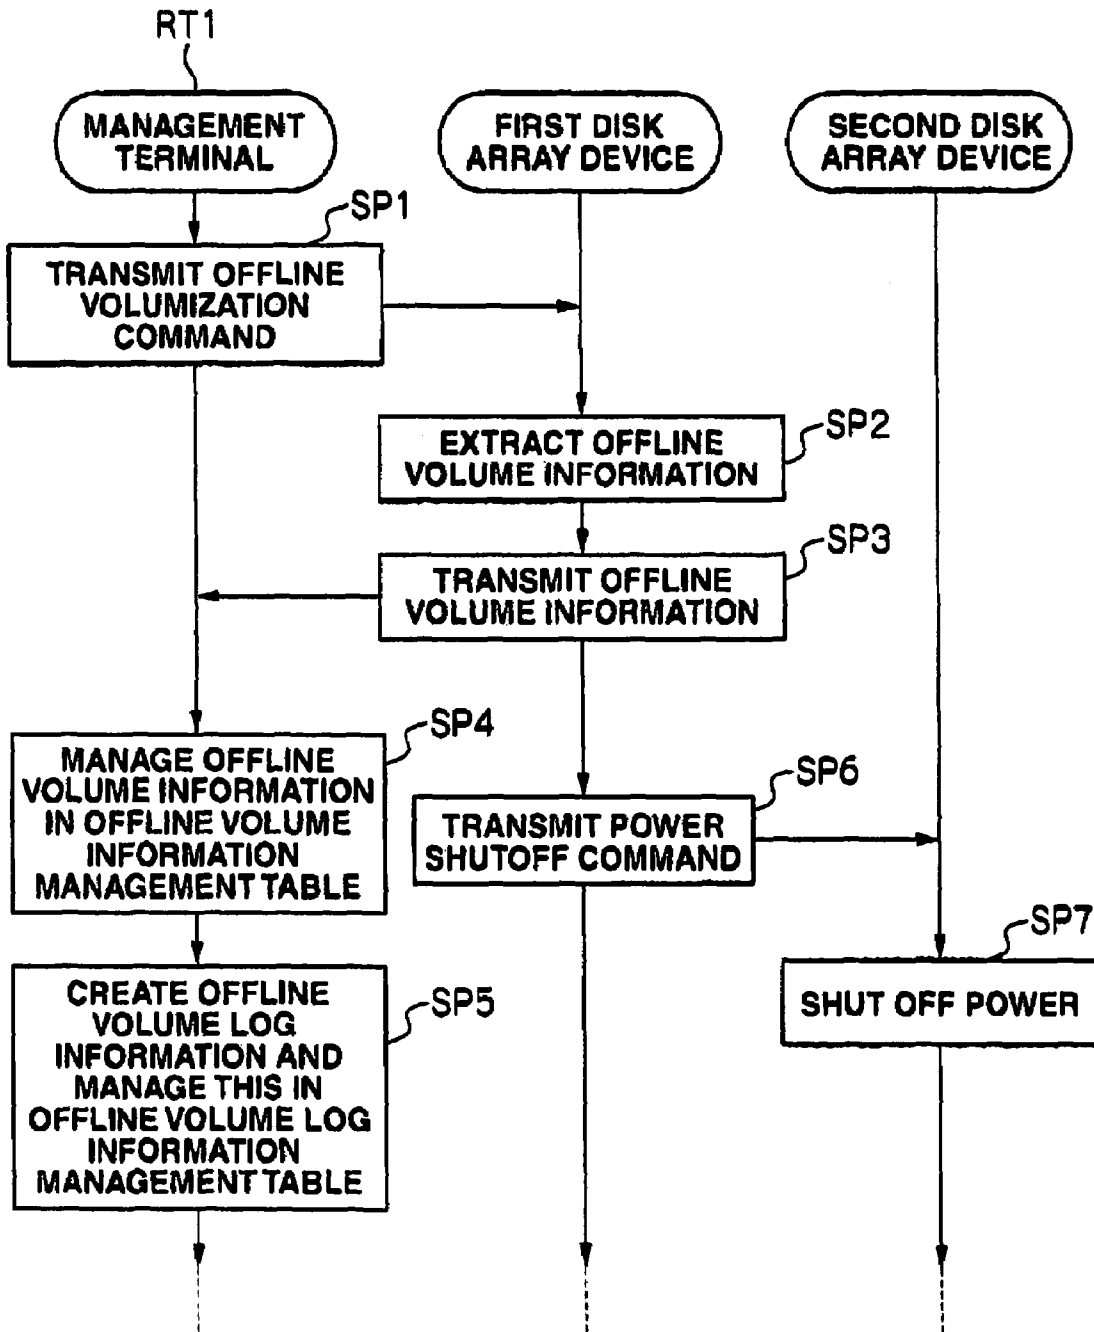 RT1
MANAGEMENT
TERMINAL
FIRST DISK
ARRAY DEVICE
SECOND DISK
ARRAY DEVICE
SP1
TRANSMIT OFFLINE
VOLUMIZATION
COMMAND
SP2
EXTRACT OFFLINE
VOLUME INFORMATION
SP3
TRANSMIT OFFLINE
VOLUME INFORMATION
SP4
MANAGE OFFLINE
VOLUME INFORMATION
IN OFFLINE VOLUME
INFORMATION
MANAGEMENT TABLE
SP6
TRANSMIT POWER
SHUTOFF COMMAND
SP7
SHUT OFF POWER
SP5
CREATE OFFLINE
VOLUME LOG
INFORMATION AND
MANAGE THIS IN
OFFLINE VOLUME LOG
INFORMATION
MANAGEMENT TABLE